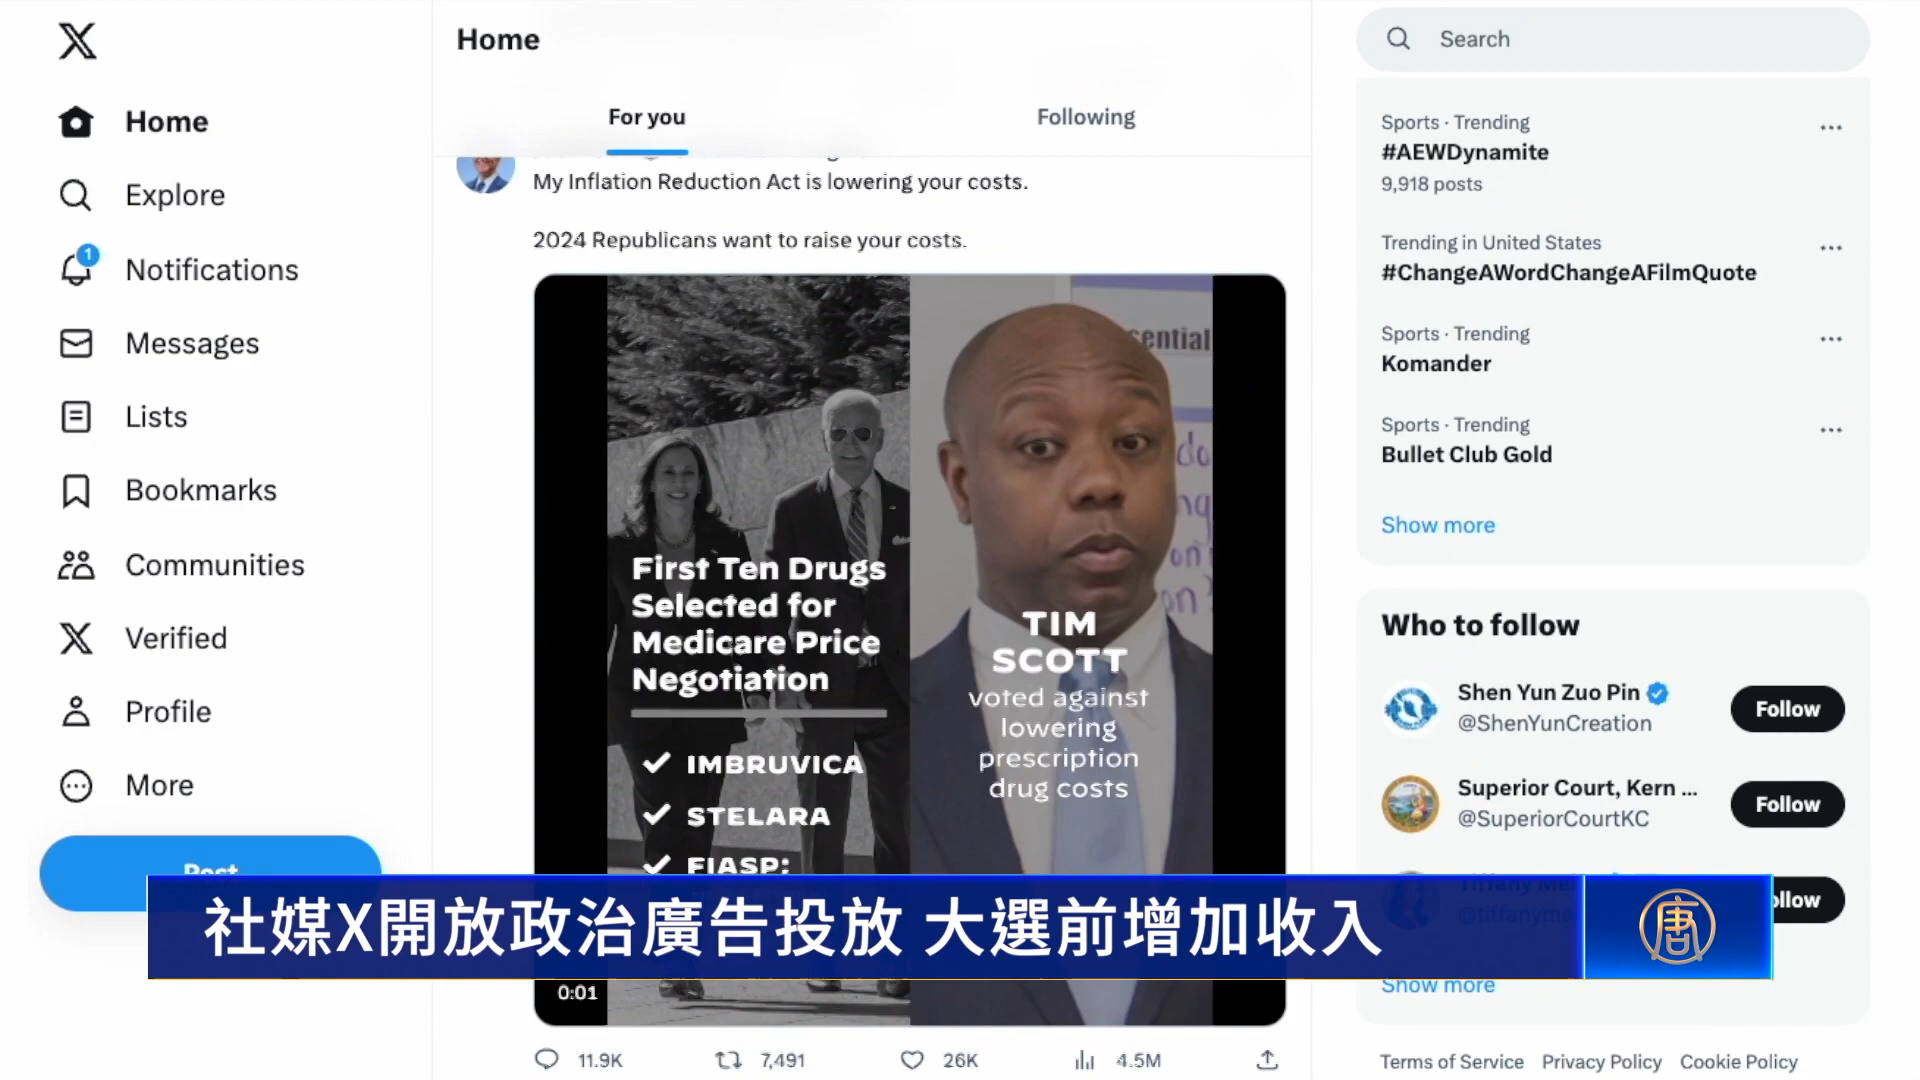 Home
Explore
1
Notifications
Messages
Lists
Bookmarks
Communities
Verified
Profile
More
Post
Home
For you
Following
My Inflation Reduction Act is lowering your costs.
2024 Republicans want to raise your costs.
First Ten Drugs
Selected for
Medicare Price
Negotiation
IMBRUVICA
STELARA
FIASP;
TIM
SCOTT
voted against
lowering
prescription
drug costs
0:01
11.9K
7,491
26K
4.5M
Search
Sports · Trending
#AEWDynamite
9,918 posts
Trending in United States
#ChangeAWordChangeAFilmQuote
Sports · Trending
Komander
Sports · Trending
Bullet Club Gold
Show more
Who to follow
Shen Yun Zuo Pin
@ShenYunCreation
Follow
Superior Court, Kern ...
@SuperiorCourtKC
Follow
Show more
Terms of Service Privacy Policy Cookie Policy
社媒X開放政治廣告投放 大選前增加收入
唐